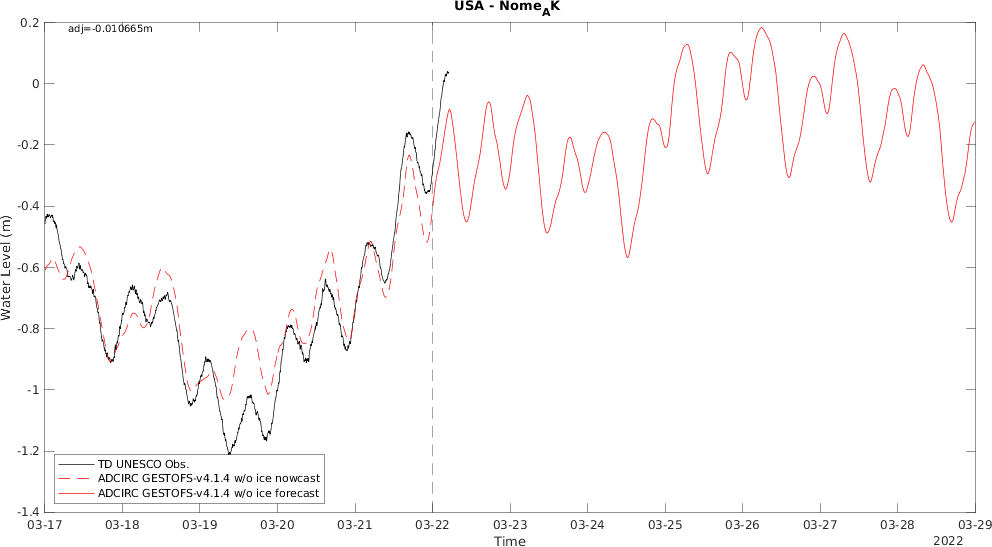 USA - Nome_AK
adj=-0.010665m
0.2
0
-0.2
-0.4
-0.6
-0.8
-1
-1.2
-1.4
Water Level (m)
TD UNESCO Obs.
ADCIRC GESTOFS-v4.1.4 w/o ice nowcast
ADCIRC GESTOFS-v4.1.4 w/o ice forecast
03-17 03-18 03-19 03-20 03-21 03-22 03-23 03-24 03-25 03-26 03-27 03-28 03-29
Time
2022